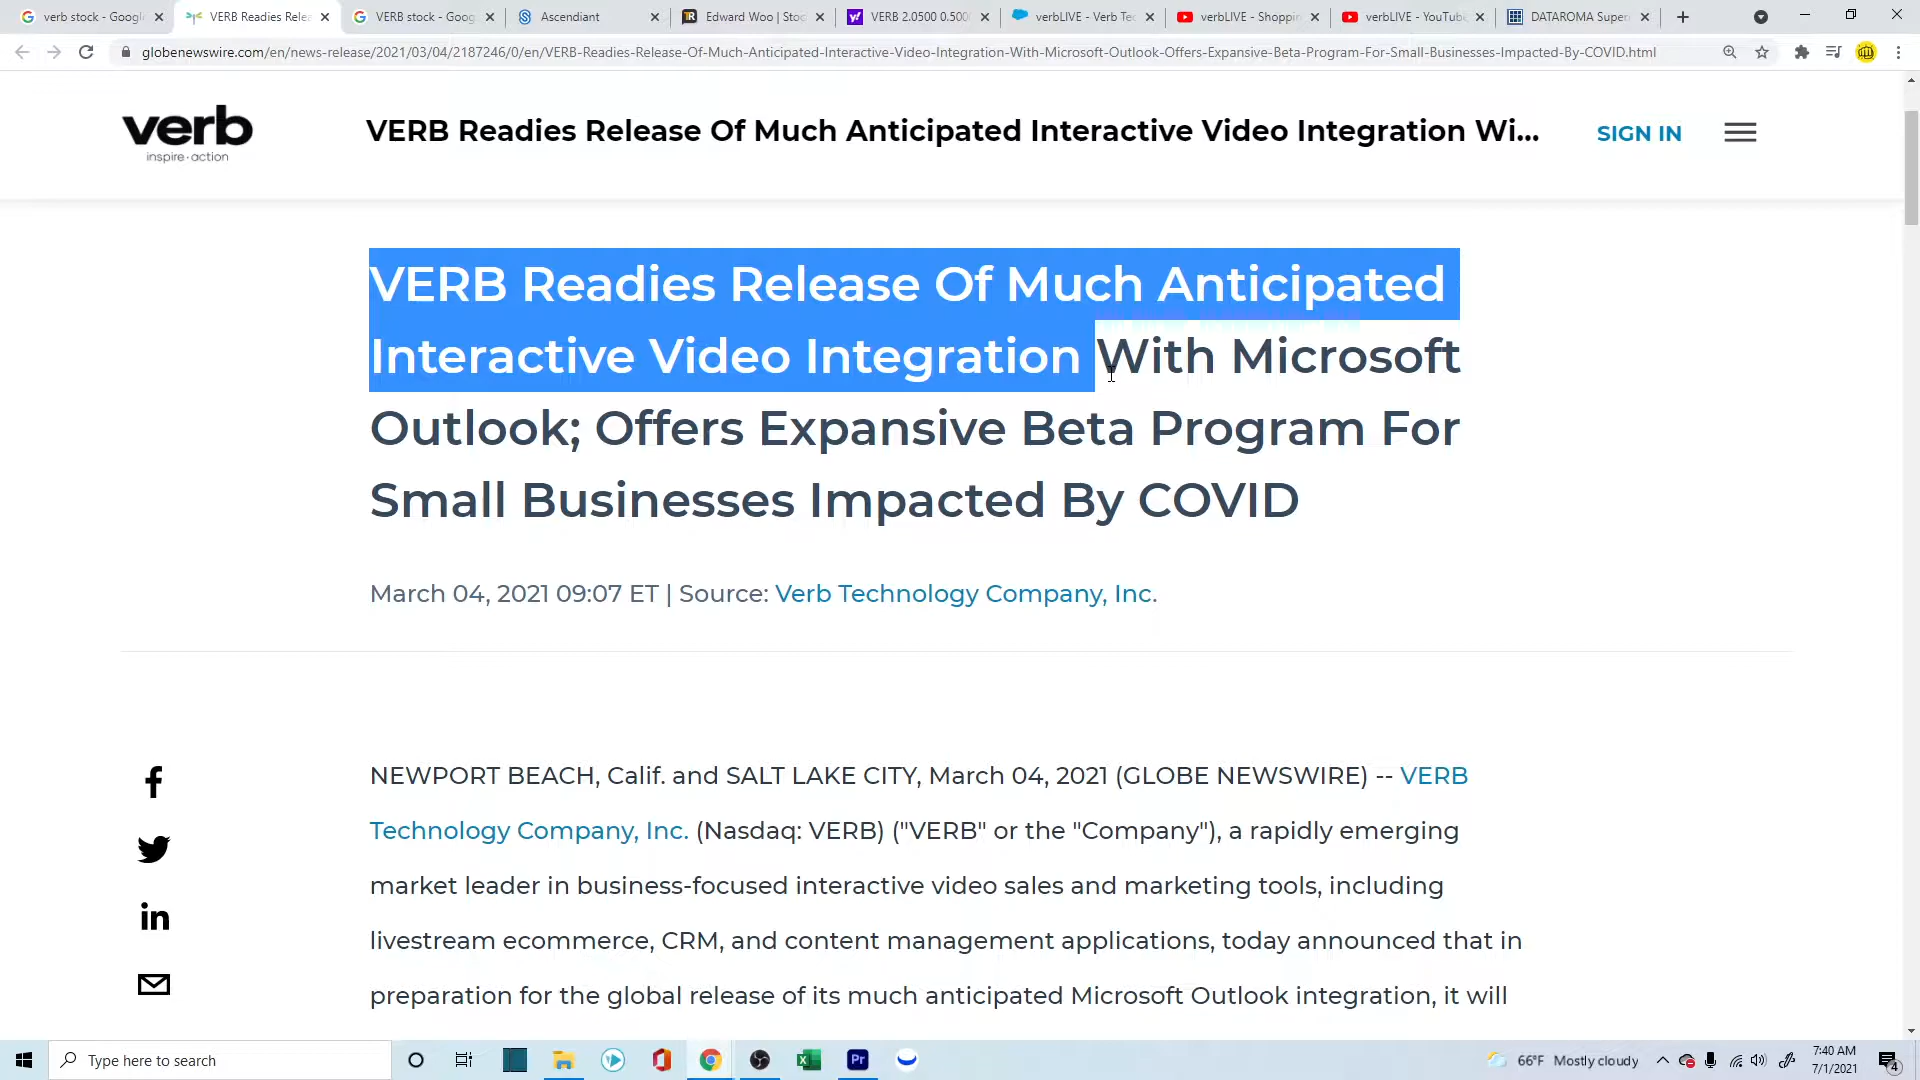 verb stock - Google
VERB Readies Relea
VERB stock - Goog
Ascendiant
Edward Woo | Stoc
VERB 2.0500 0.500
verbLIVE - Verb Tec
verbLIVE - Shoppin
verbLIVE - YouTube
DATAROMA Super
globenewswire.com/en/news-release/2021/03/04/2187246/0/en/VERB-Readies-Release-Of-Much-Anticipated-Interactive-Video-Integration-With-Microsoft-Outlook-Offers-Expansive-Beta-Program-For-Small-Businesses-Impacted-By-COVID.html
verb
inspire·action
VERB Readies Release Of Much Anticipated Interactive Video Integration Wi...
SIGN IN
VERB Readies Release Of Much Anticipated
Interactive Video Integration With Microsoft
Outlook; Offers Expansive Beta Program For
Small Businesses Impacted By COVID
March 04, 2021 09:07 ET | Source: Verb Technology Company, Inc.
NEWPORT BEACH, Calif. and SALT LAKE CITY, March 04, 2021 (GLOBE NEWSWIRE) -- VERB
Technology Company, Inc. (Nasdaq: VERB) ("VERB" or the "Company"), a rapidly emerging
market leader in business-focused interactive video sales and marketing tools, including
livestream ecommerce, CRM, and content management applications, today announced that in
preparation for the global release of its much anticipated Microsoft Outlook integration, it will
Type here to search
Pr
66°F Mostly cloudy
7:40 AM
7/1/2021
4